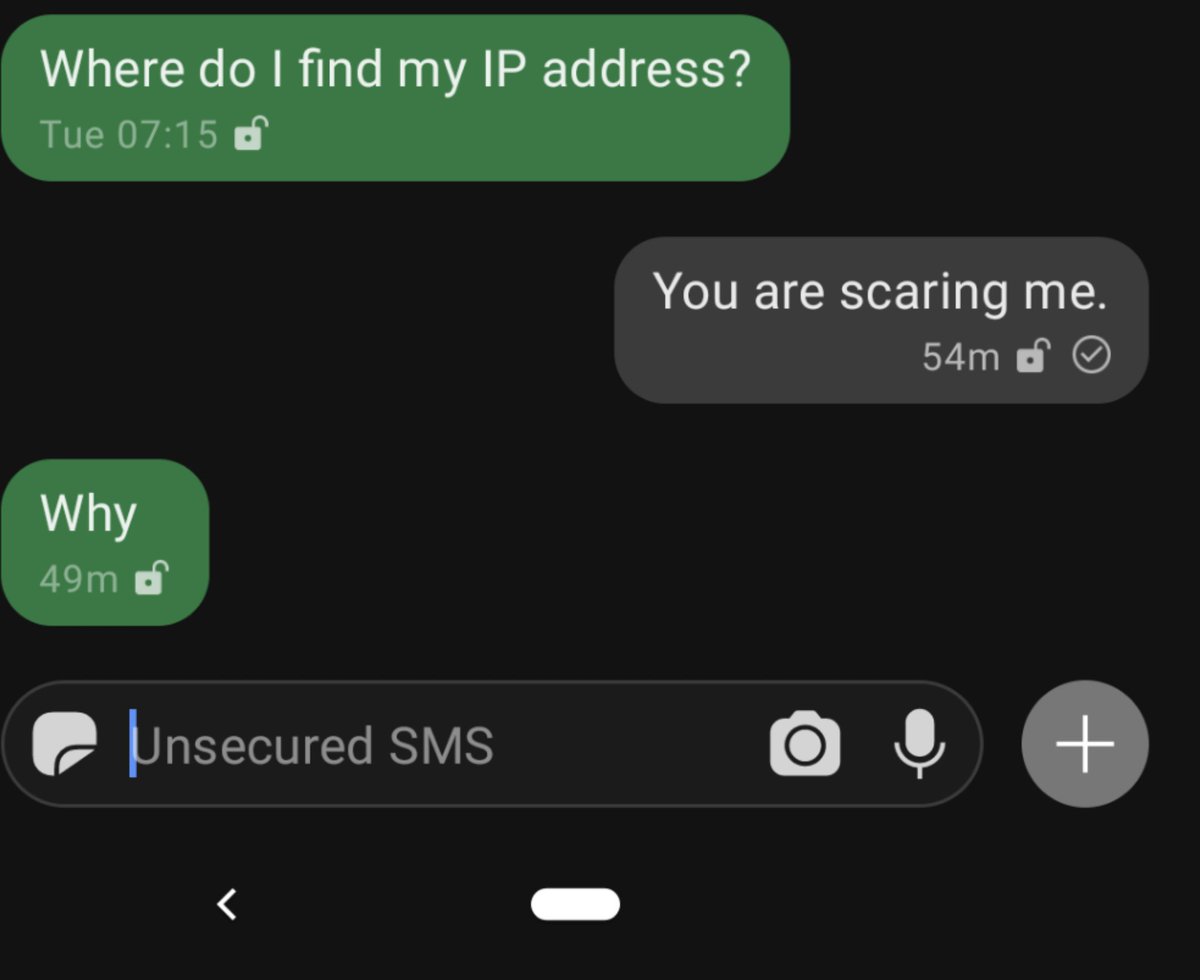 Where do I find my IP address?
Tue 07:15
You are scaring me.
54m
Why
49m
Unsecured SMS